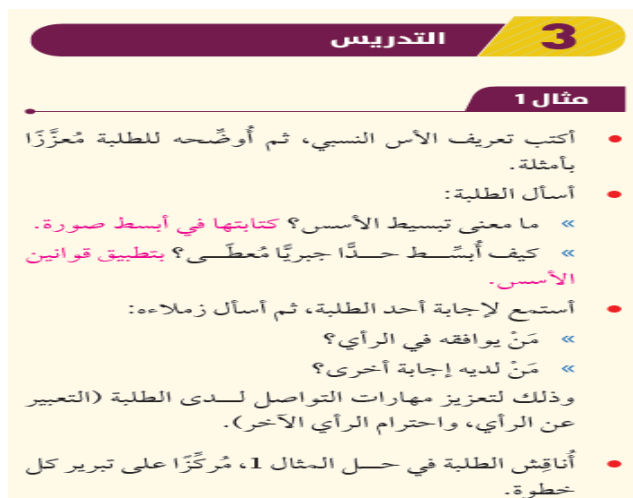 3 التدريس
مثال 1
• أكتب تعريف الأس النسبي، ثم أُوضِّحه للطلبة مُعزَّزًا
بأمثلة.
• أسأل الطلبة:
» ما معنى تبسيط الأسس؟ كتابتها في أبسط صورة.
» كيف أُبسِّط حدًّا جبريًّا مُعطًى؟ بتطبيق قوانين
الأسس.
• أستمع لإجابة أحد الطلبة، ثم أسأل زملاءه:
» مَنْ يوافقه في الرأي؟
» مَنْ لديه إجابة أخرى؟
وذلك لتعزيز مهارات التواصل لدى الطلبة (التعبير
عن الرأي، واحترام الرأي الآخر).
• أُناقِش الطلبة في حل المثال 1، مُركِّزًا على تبرير كل
خطوة.